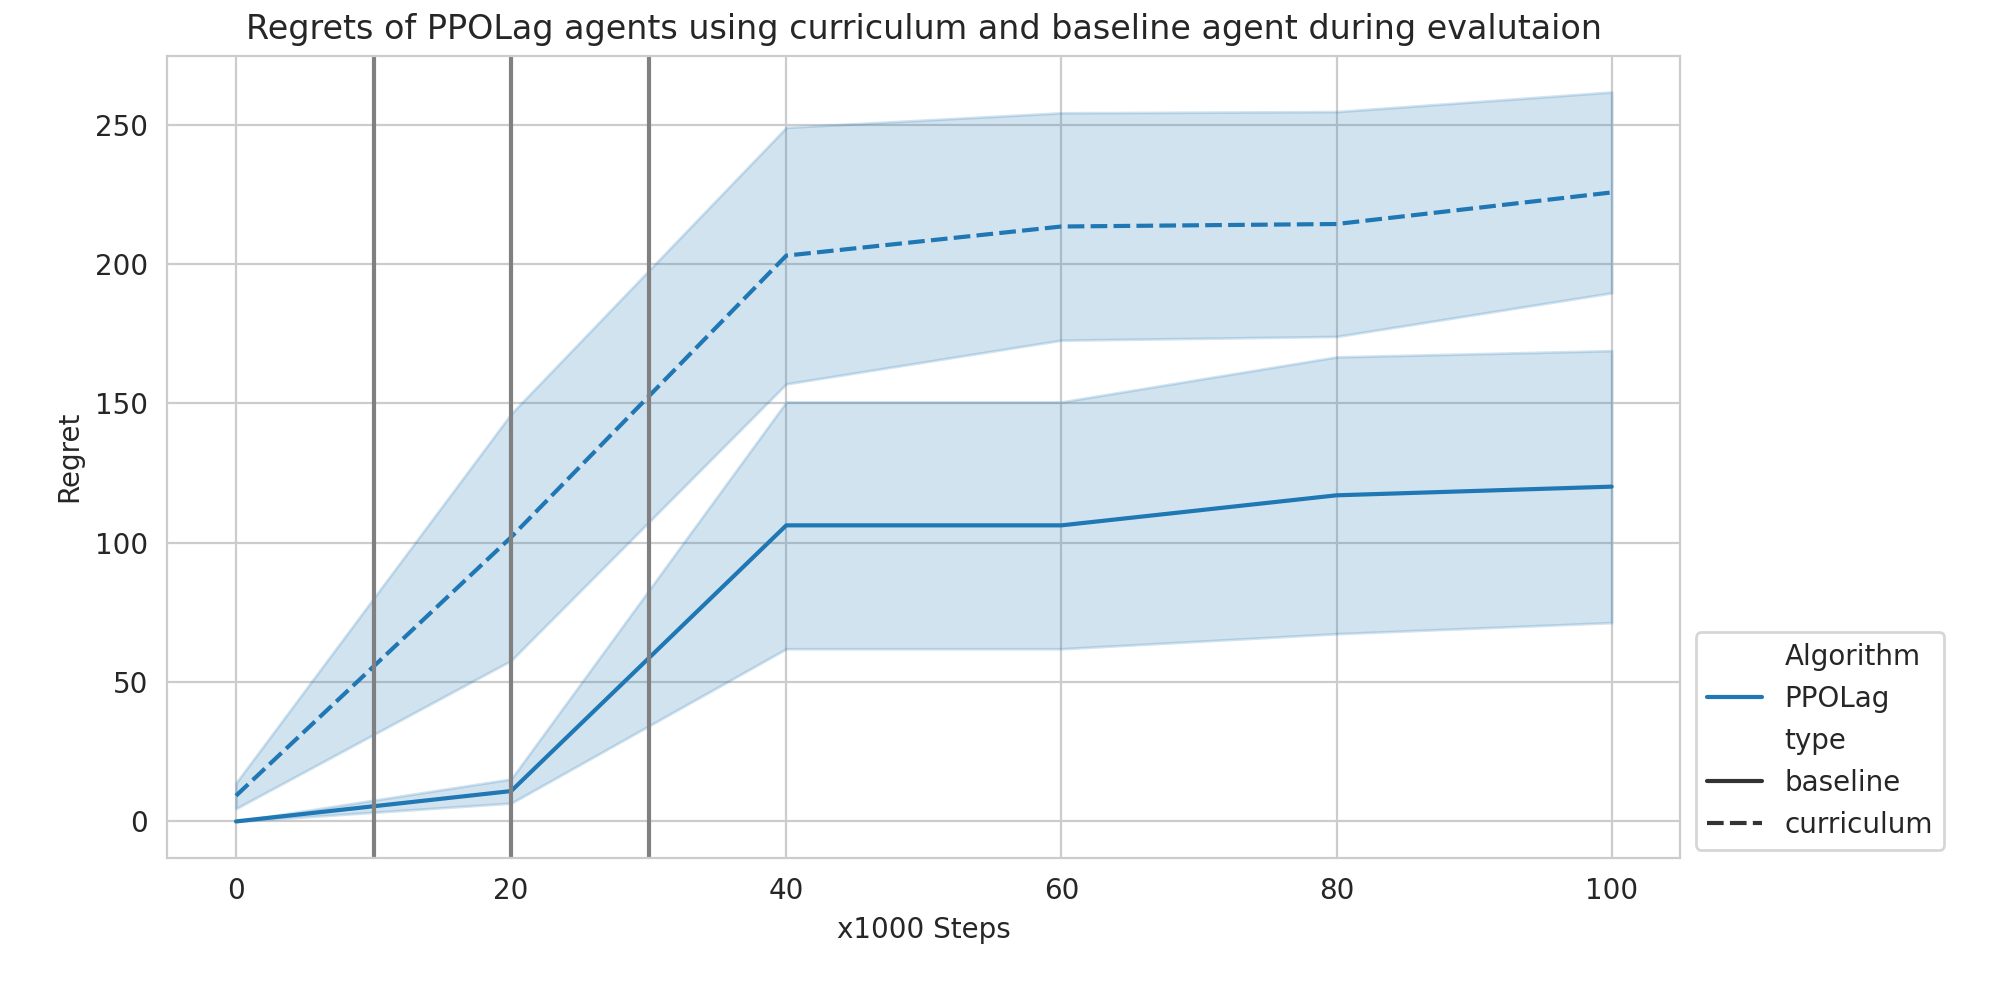 Regrets of PPOLag agents using curriculum and baseline agent during evalutaion
250
200
150
100
50
0
Regret
0 20 40 60 80 100
x1000 Steps
Algorithm
PPOLag
type
baseline
curriculum